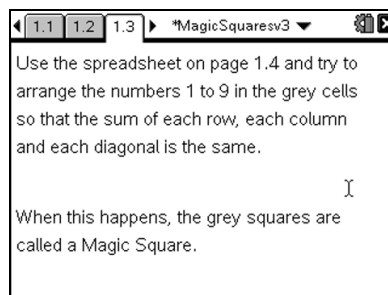 1.1 1.2 1.3 *MagicSquaresv3
Use the spreadsheet on page 1.4 and try to
arrange the numbers 1 to 9 in the grey cells
so that the sum of each row, each column
and each diagonal is the same.
When this happens, the grey squares are
called a Magic Square.